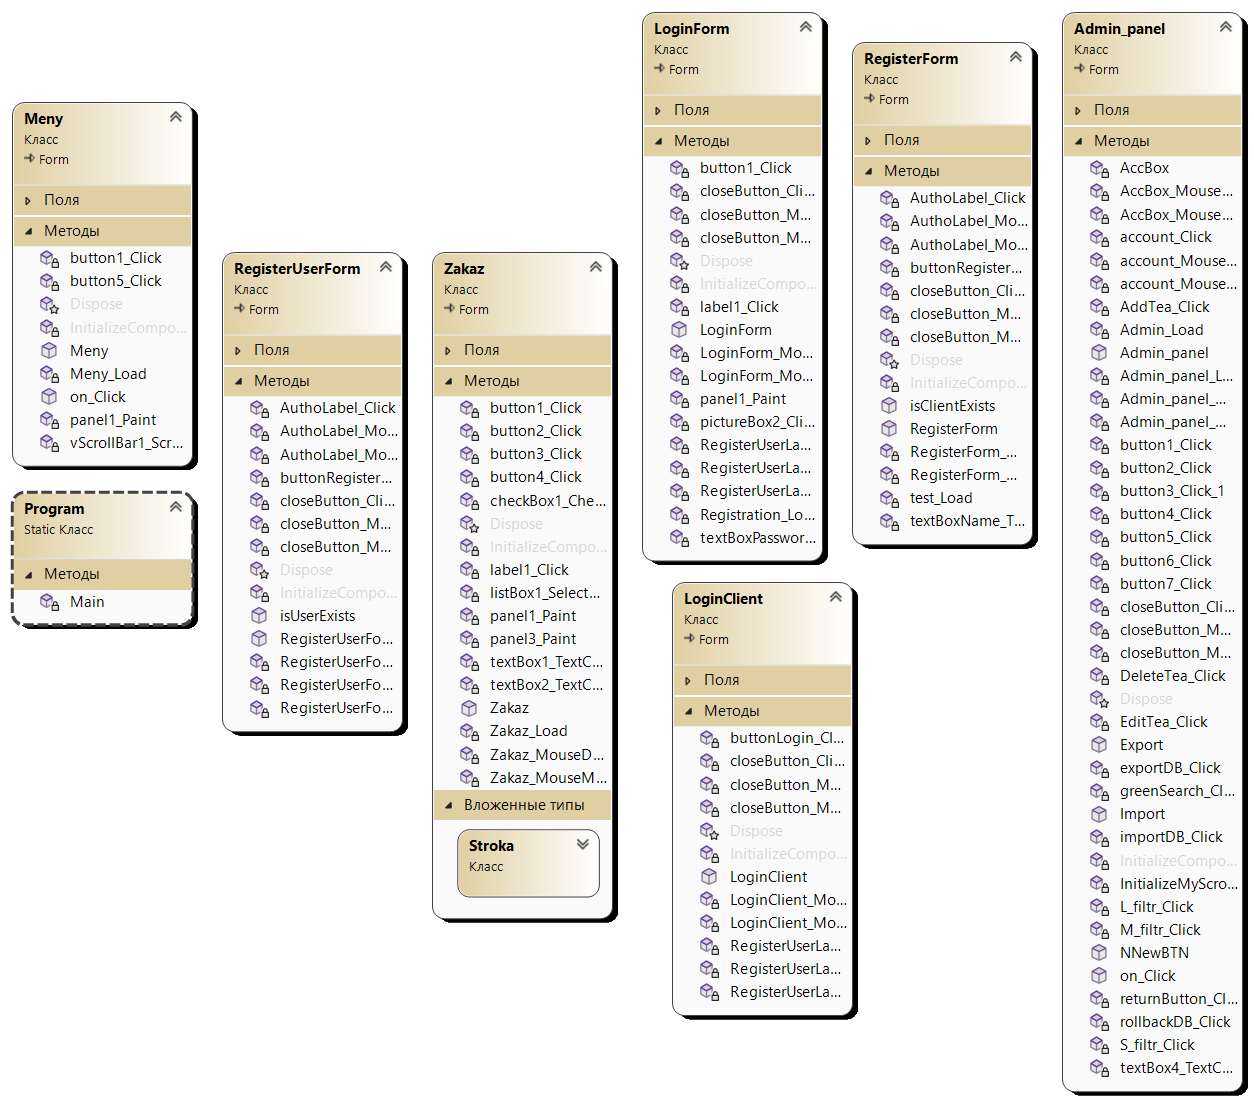 Meny
Класс
Form
Поля
Методы
button1_Click
button5_Click
Dispose
InitializeCompo...
Meny
Meny_Load
on_Click
panel1_Paint
vScrollBar1_Scr...
Program
Static Класс
Методы
Main
RegisterUserForm
Класс
Form
Поля
Методы
AuthoLabel_Click
AuthoLabel_Mo...
AuthoLabel_Mo...
buttonRegister...
closeButton_Cli...
closeButton_M...
closeButton_M...
Dispose
InitializeCompo...
isUserExists
RegisterUserFo...
RegisterUserFo...
RegisterUserFo...
RegisterUserFo...
Zakaz
Класс
Form
Поля
Методы
button1_Click
button2_Click
button3_Click
button4_Click
checkBox1_Che...
Dispose
InitializeCompo...
label1_Click
listBox1_Select...
panel1_Paint
panel3_Paint
textBox1_TextC...
textBox2_TextC...
Zakaz
Zakaz_Load
Zakaz_MouseD...
Zakaz_MouseM...
Вложенные типы
Stroka
Класс
LoginForm
Класс
Form
Поля
Методы
button1_Click
closeButton_Cli...
closeButton_M...
closeButton_M...
Dispose
InitializeCompo...
label1_Click
LoginForm
LoginForm_Mo...
LoginForm_Mo...
panel1_Paint
pictureBox2_Cli...
RegisterUserLa...
RegisterUserLa...
RegisterUserLa...
Registration_Lo...
textBoxPasswor...
LoginClient
Класс
Form
Поля
Методы
buttonLogin_Cl...
closeButton_Cli...
closeButton_M...
closeButton_M...
Dispose
InitializeCompo...
LoginClient
LoginClient_Mo...
LoginClient_Mo...
RegisterUserLa...
RegisterUserLa...
RegisterUserLa...
RegisterForm
Класс
Form
Поля
Методы
AuthoLabel_Click
AuthoLabel_Mo...
AuthoLabel_Mo...
buttonRegister...
closeButton_Cli...
closeButton_M...
closeButton_M...
Dispose
InitializeCompo...
isClientExists
RegisterForm
RegisterForm_...
RegisterForm_...
test_Load
textBoxName_T...
Admin_panel
Класс
Form
Поля
Методы
AccBox
AccBox_Mouse...
AccBox_Mouse...
account_Click
account_Mouse...
account_Mouse...
AddTea_Click
Admin_Load
Admin_panel
Admin_panel_L...
Admin_panel_...
Admin_panel_...
button1_Click
button2_Click
button3_Click_1
button4_Click
button5_Click
button6_Click
button7_Click
closeButton_Cli...
closeButton_M...
closeButton_M...
DeleteTea_Click
Dispose
EditTea_Click
Export
exportDB_Click
greenSearch_Cl...
Import
importDB_Click
InitializeCompo...
InitializeMyScro...
L_filtr_Click
M_filtr_Click
NNewBTN
on_Click
returnButton_Cl...
rollbackDB_Click
S_filtr_Click
textBox4_TextC...